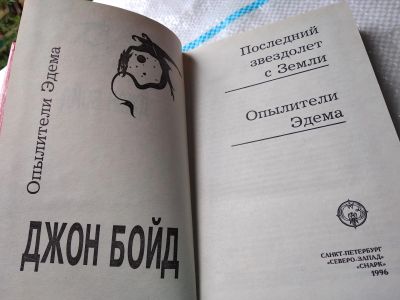 Опылители Эдема
ДЖОН БОЙД
Последний
звездолет
с Земли
Опылители
Эдема
САНКТ-ПЕТЕРБУРГ
«СЕВЕРО-ЗАПАД»
«СНАРК»
1996